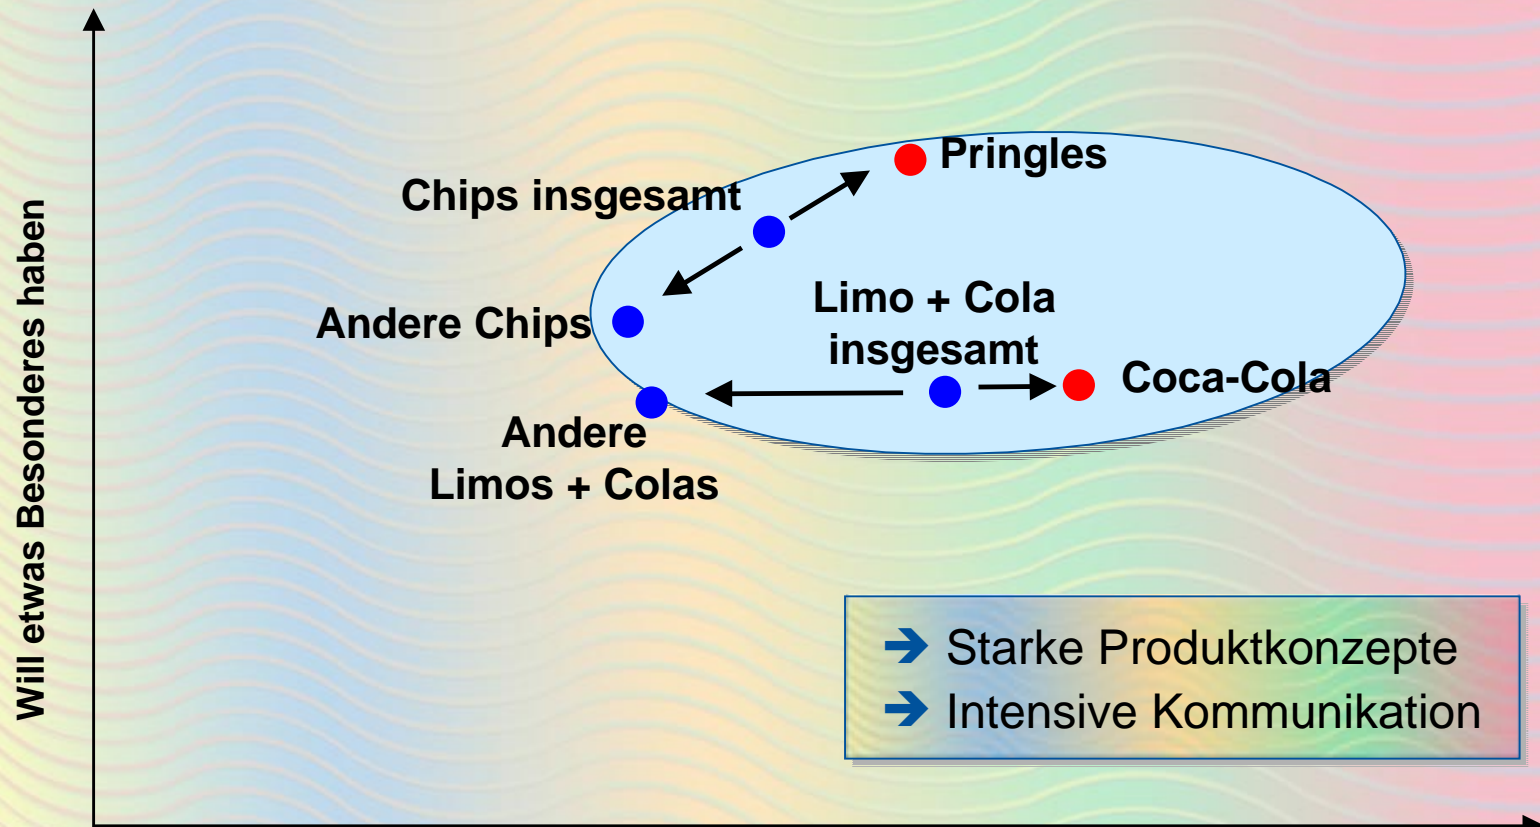 Will etwas Besonderes haben
Pringles
Chips insgesamt
Andere Chips
Limo + Cola
insgesamt
Coca-Cola
Andere
Limos + Colas
➔ Starke Produktkonzepte
➔ Intensive Kommunikation